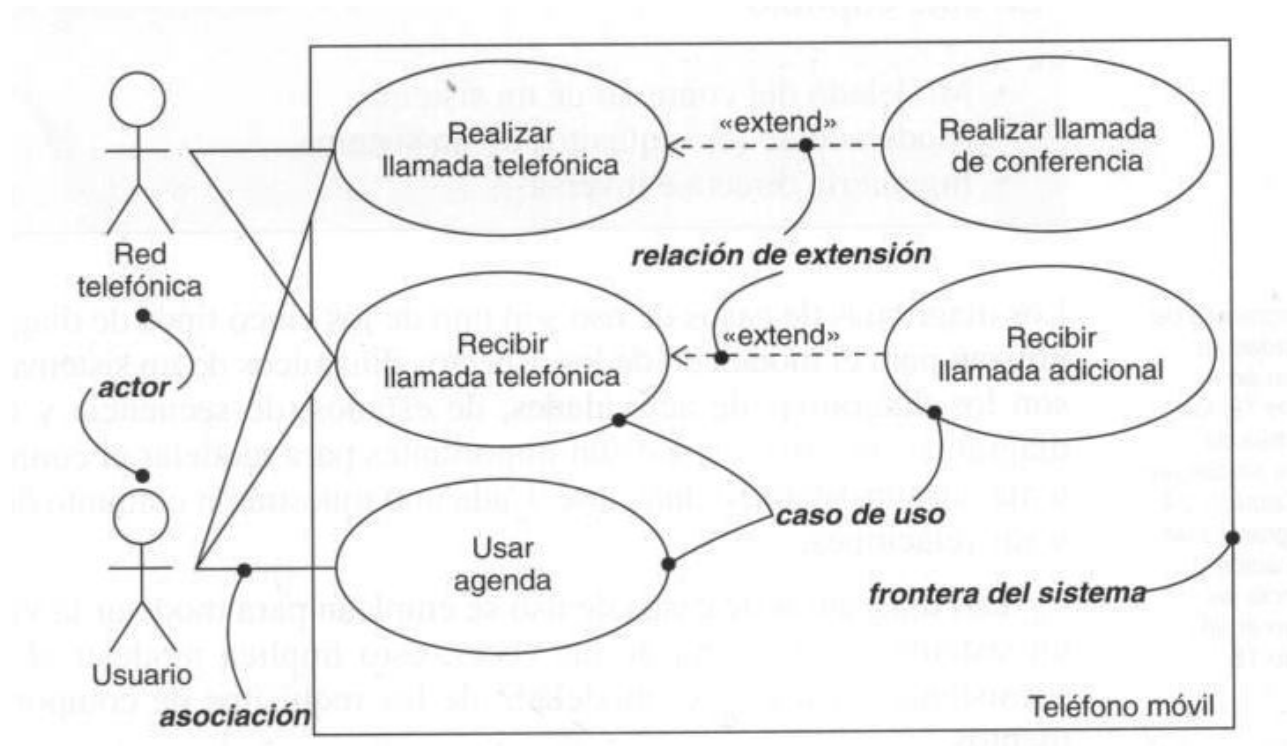 Realizar
llamada telefónica
«extend»
Realizar llamada
de conferencia
Red
telefónica
relación de extensión
actor
Recibir
llamada telefónica
«extend»
Recibir
llamada adicional
caso de uso
Usar
agenda
frontera del sistema
Usuario
asociación
Teléfono móvil